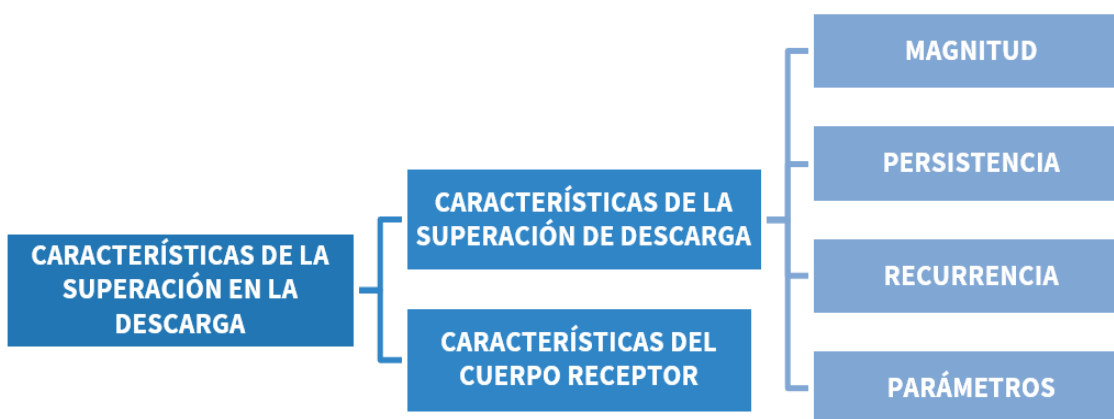 CARACTERÍSTICAS DE LA
SUPERACIÓN EN LA
DESCARGA
CARACTERÍSTICAS DE LA
SUPERACIÓN DE DESCARGA
CARACTERÍSTICAS DEL
CUERPO RECEPTOR
MAGNITUD
PERSISTENCIA
RECURRENCIA
PARÁMETROS